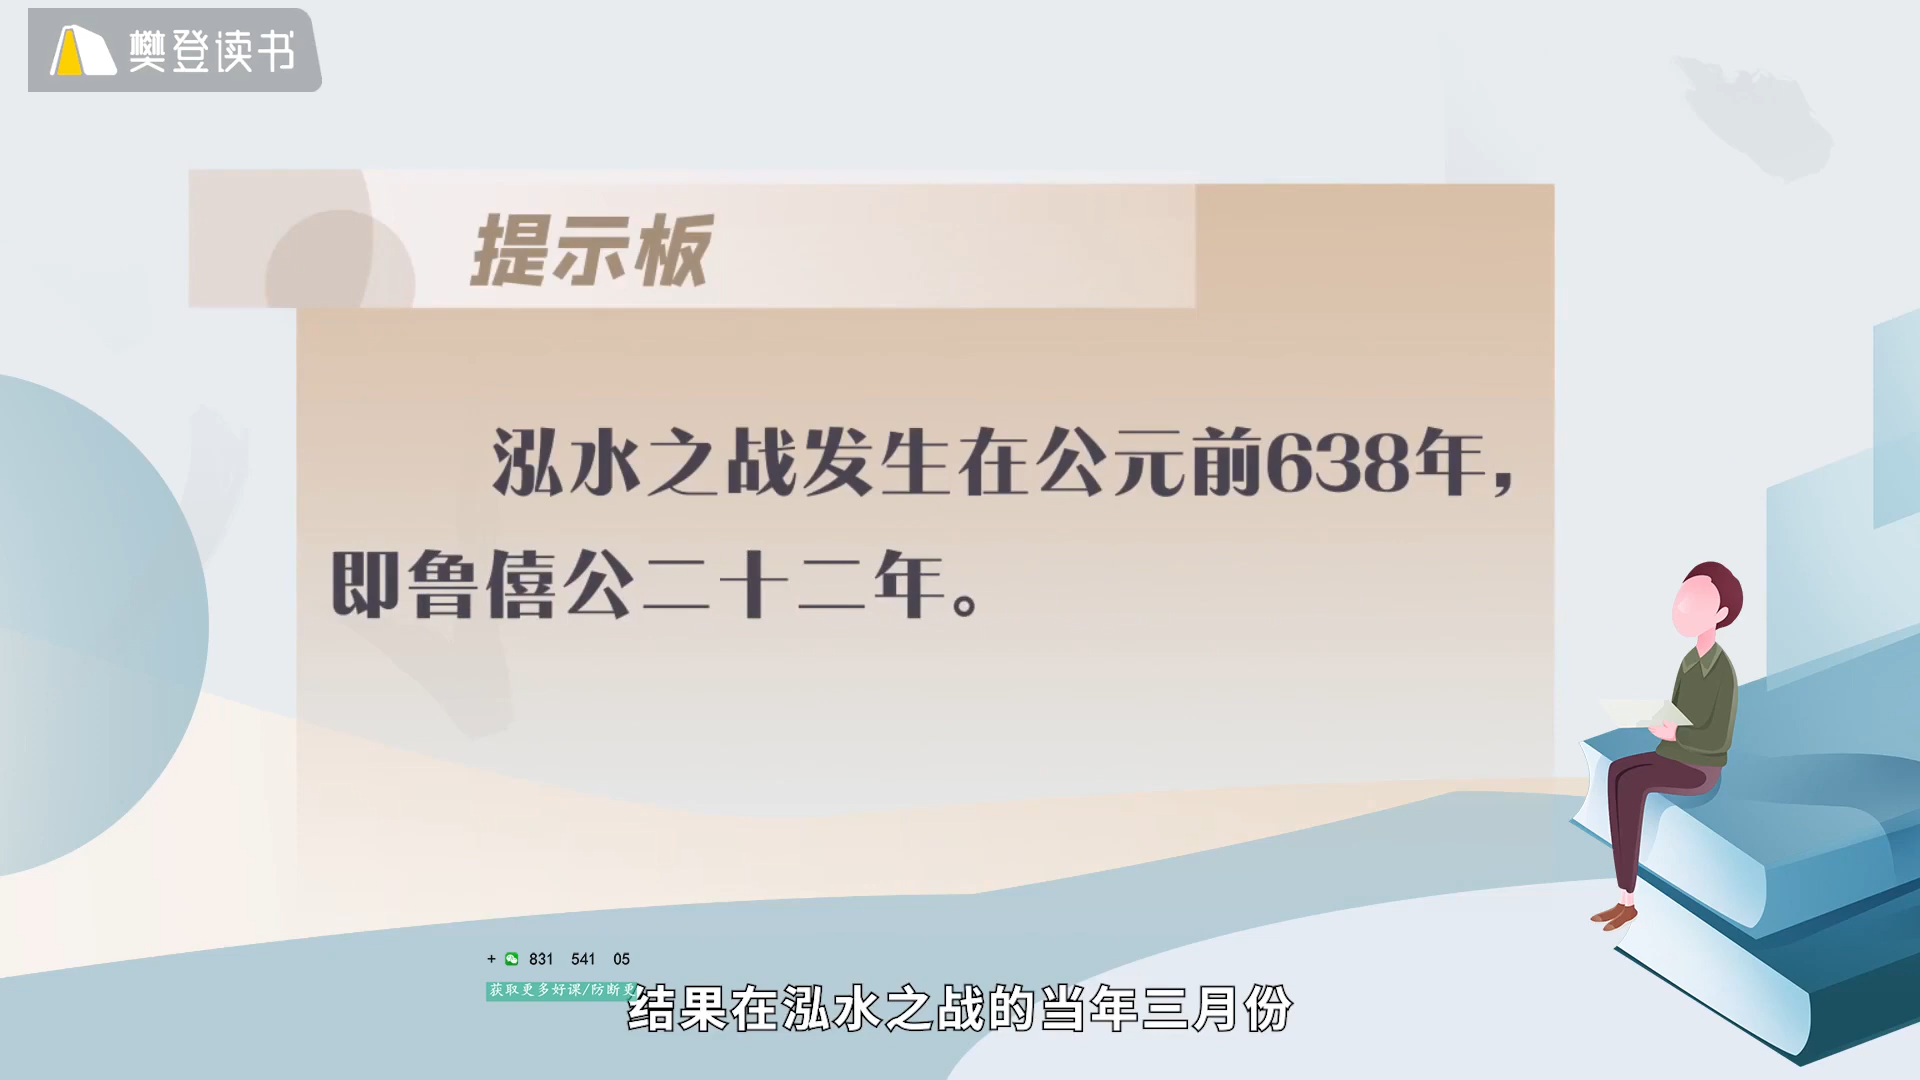 樊登读书
提示板
泓水之战发生在公元前638年，
即鲁僖公二十二年。
+ 831 541 05
获取更多好课/防断更
结果在泓水之战的当年三月份